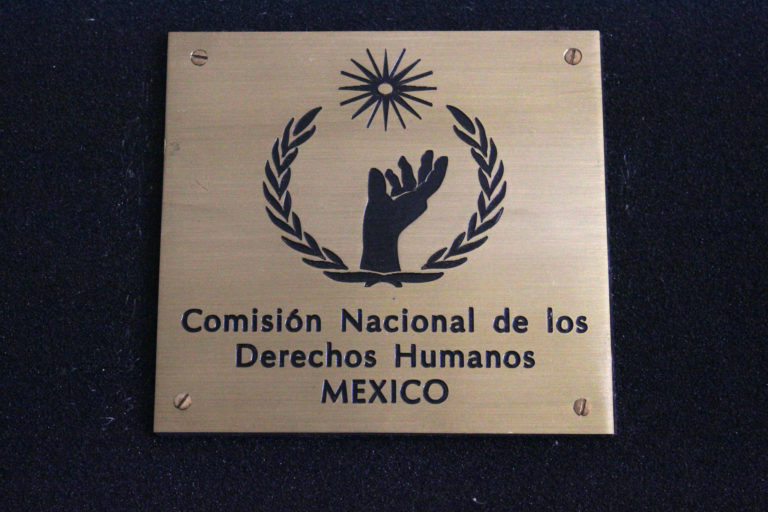 Comisión Nacional de los
Derechos Humanos
MEXICO